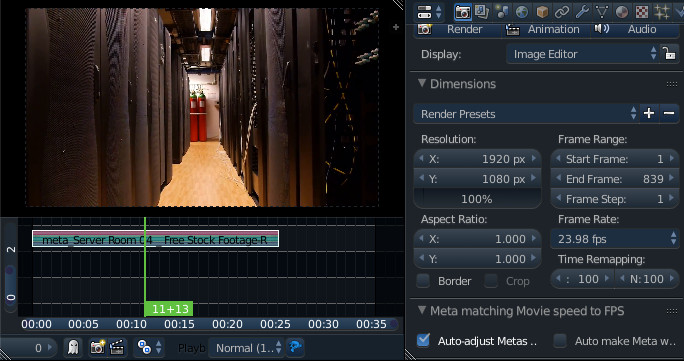 Render
Animation
Audio
Display:
Image Editor
Dimensions
Render Presets
Resolution:
X: 1920 px
Y: 1080 px
100%
Aspect Ratio:
X: 1.000
Y: 1.000
Border
Crop
Frame Range:
Start Frame: 1
End Frame: 839
Frame Step: 1
Frame Rate:
23.98 fps
Time Remapping:
: 100
N: 100
Meta matching Movie speed to FPS
Auto-adjust Metas ..
Auto make Meta w..
2
meta_Server Room 04 _ Free Stock Footage-R
0
11+13
00:00 00:05 00:10 00:15 00:20 00:25 00:30 00:35
0
Playb
Normal (1..